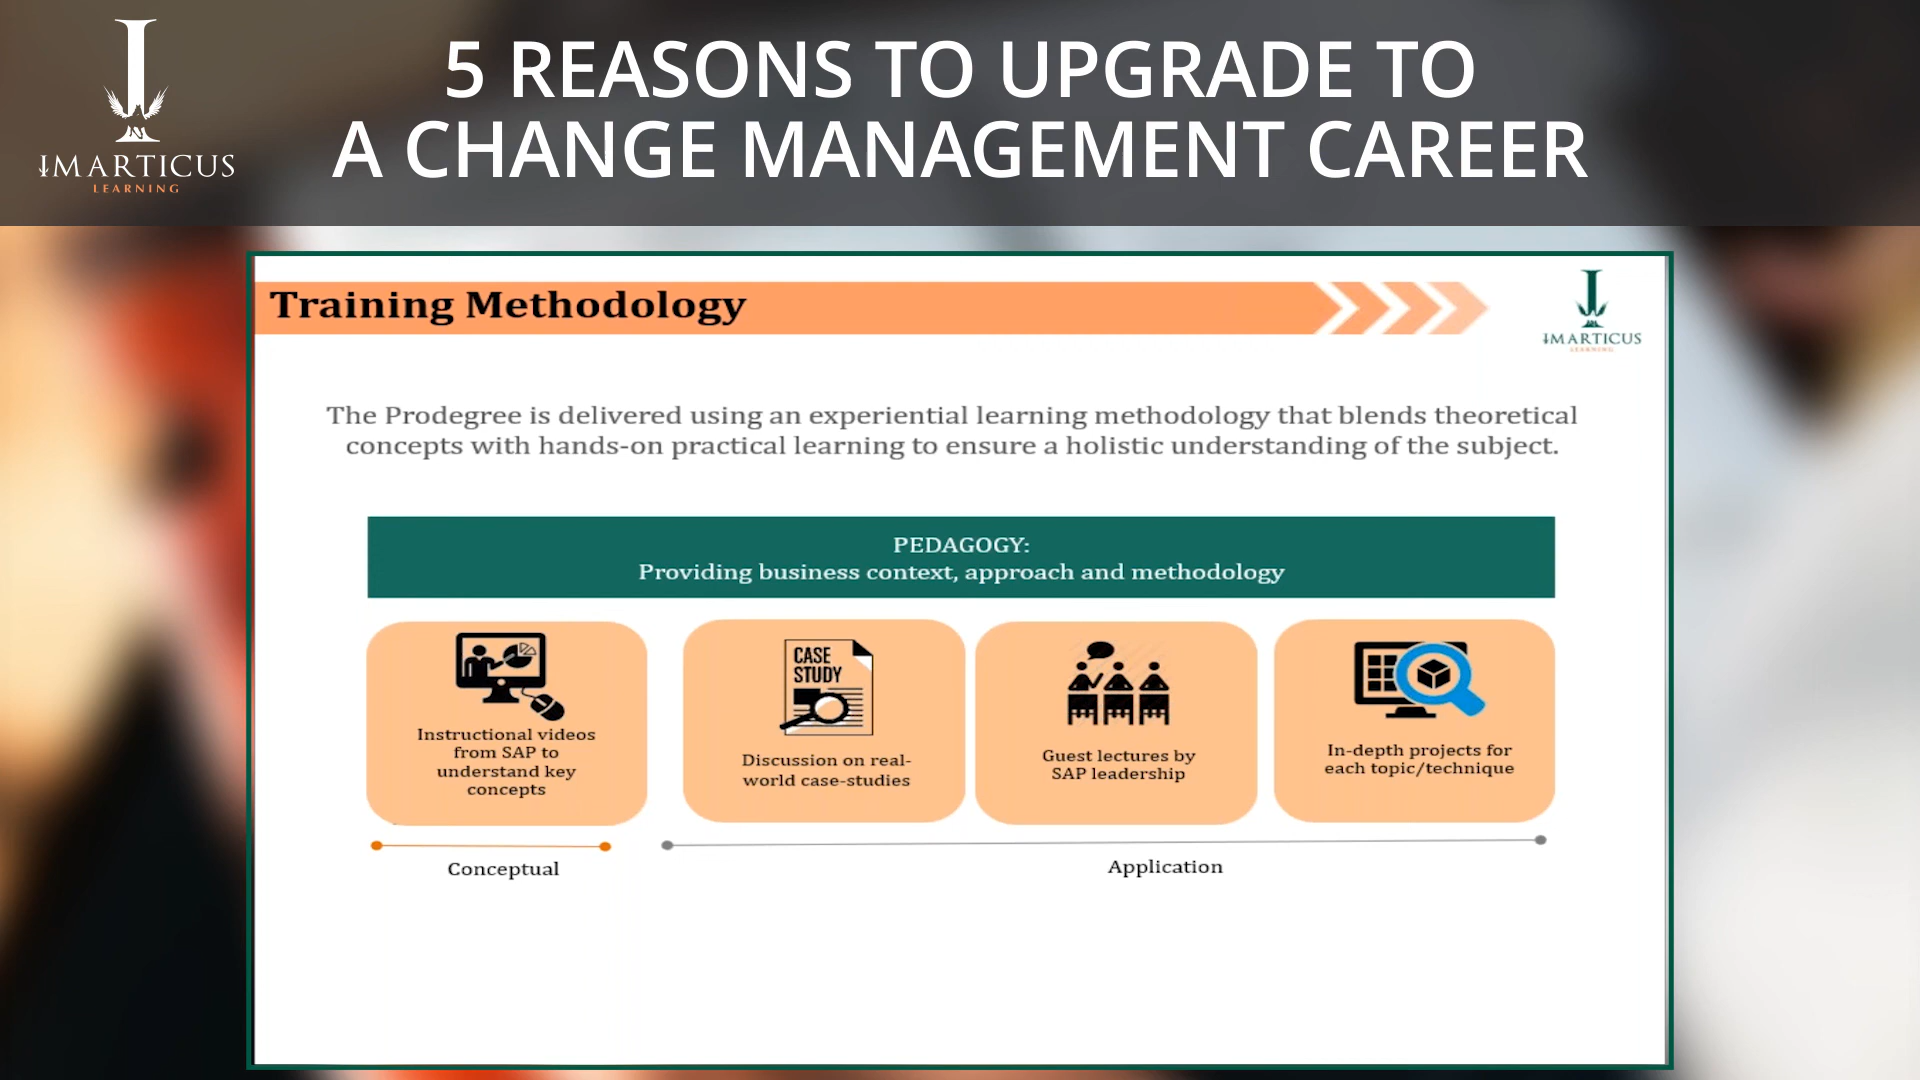 IMARTICUS
LEARNING
5 REASONS TO UPGRADE TO
A CHANGE MANAGEMENT CAREER
Training Methodology
IMARTICUS
LEARNING
The Prodegree is delivered using an experiential learning methodology that blends theoretical
concepts with hands-on practical learning to ensure a holistic understanding of the subject.
PEDAGOGY:
Providing business context, approach and methodology
Instructional videos
from SAP to
understand key
concepts
CASE
STUDY
Discussion on real-
world case-studies
Guest lectures by
SAP leadership
In-depth projects for
each topic/technique
Conceptual
Application